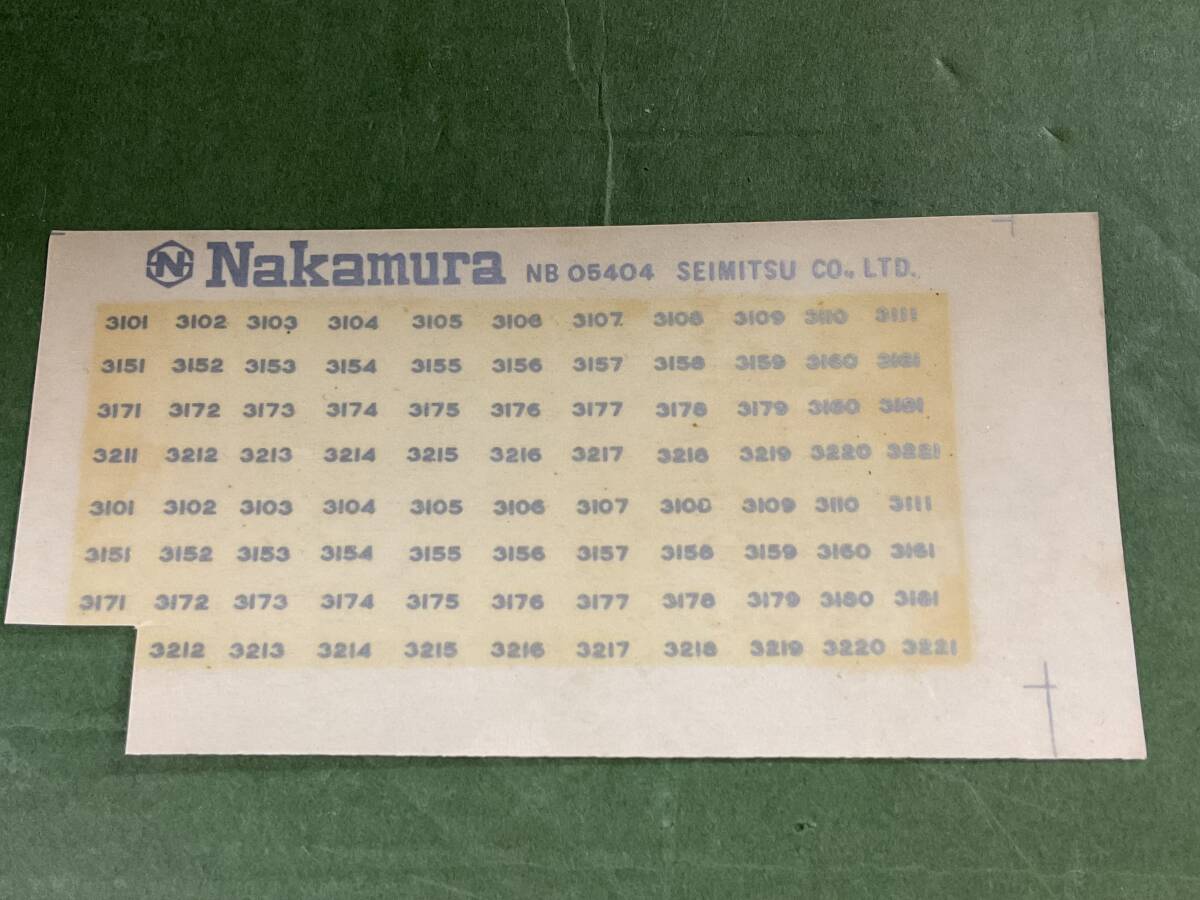 N Nakamura NB 05404 SEIMITSU CO., LTD.
3101 3102 3103 3104 3105 3106 3107 3108 3109 3110 3111
3151 3152 3153 3154 3155 3156 3157 3158 3159 3160 3161
3171 3172 3173 3174 3175 3176 3177 3178 3179 3180 3181
3211 3212 3213 3214 3215 3216 3217 3218 3219 3220 3221
3101 3102 3103 3104 3105 3106 3107 3108 3109 3110 3111
3151 3152 3153 3154 3155 3156 3157 3158 3159 3160 3161
3171 3172 3173 3174 3175 3176 3177 3178 3179 3180 3181
3212 3213 3214 3215 3216 3217 3218 3219 3220 3221